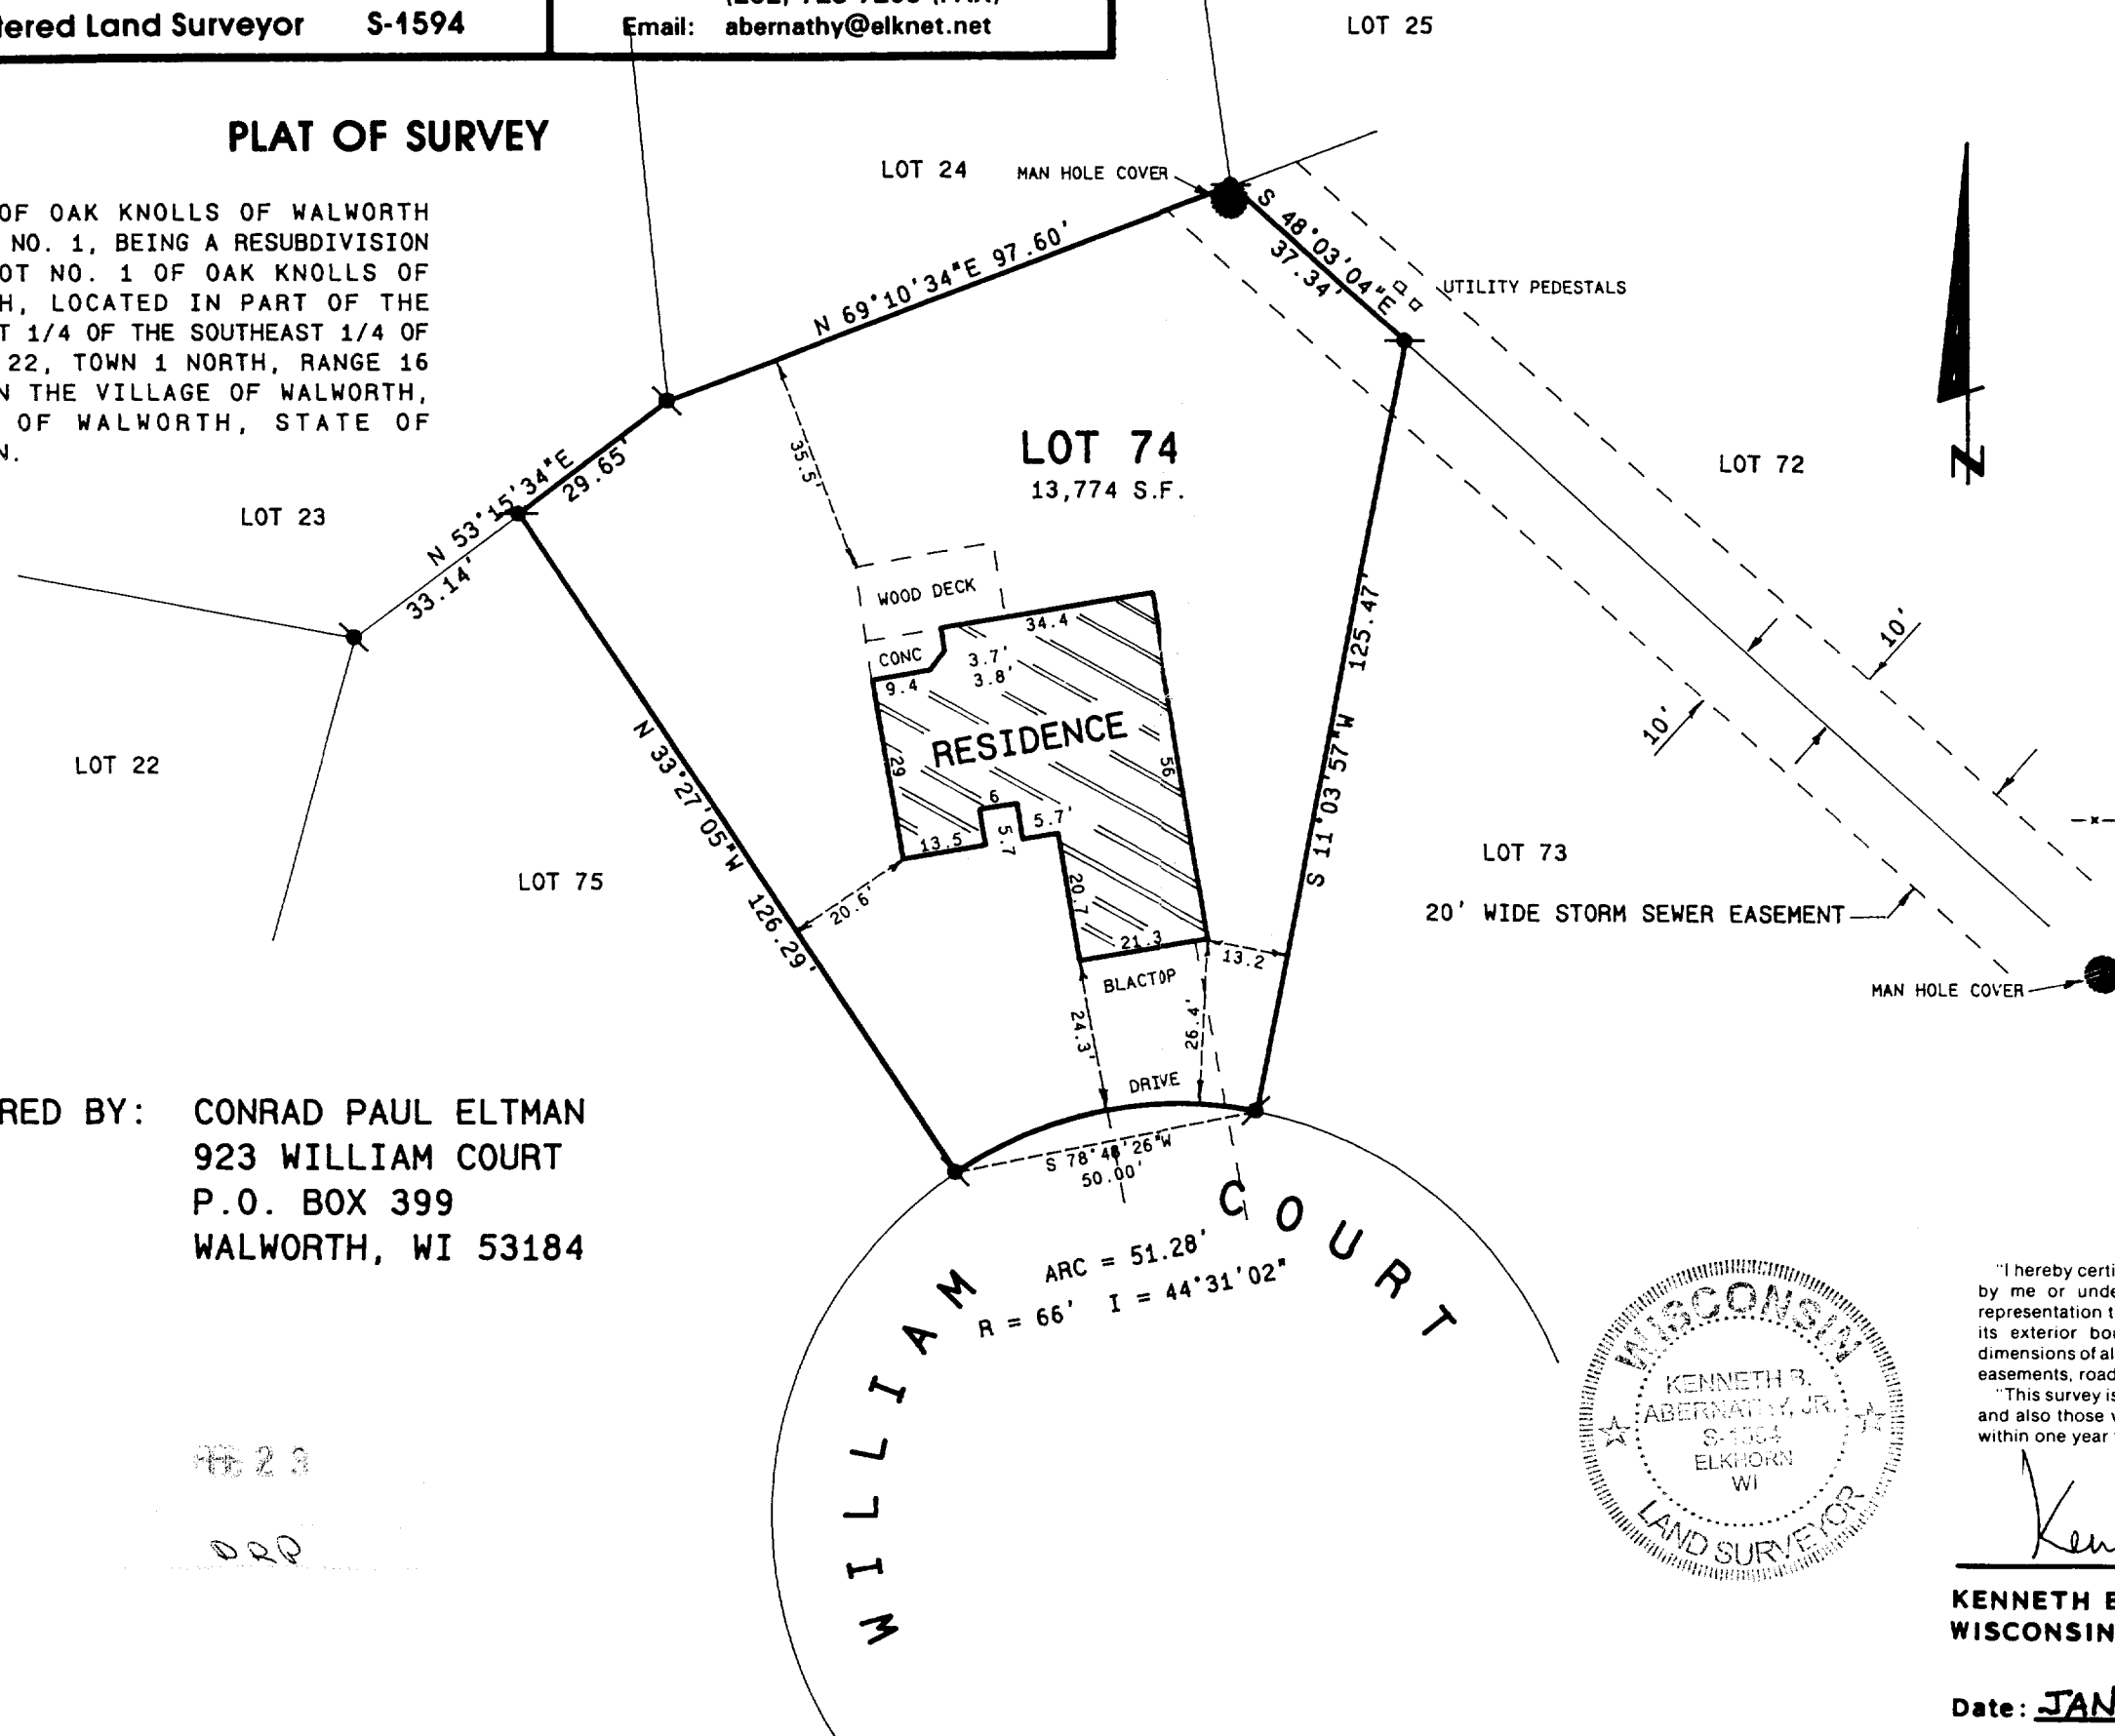 tered Land Surveyor S-1594
Email: abernathy@elknet.net
PLAT OF SURVEY
OF OAK KNOLLS OF WALWORTH
NO. 1, BEING A RESUBDIVISION
OT NO. 1 OF OAK KNOLLS OF
H, LOCATED IN PART OF THE
T 1/4 OF THE SOUTHEAST 1/4 OF
22, TOWN 1 NORTH, RANGE 16
N THE VILLAGE OF WALWORTH,
OF WALWORTH, STATE OF
N.
LOT 25
LOT 24
MAN HOLE COVER
S 48°03'04"E
37.34'
UTILITY PEDESTALS
N 69°10'34"E 97.60'
N 53°15'34"E
29.65'
33.14'
LOT 23
LOT 22
LOT 75
LOT 74
13,774 S.F.
LOT 72
LOT 73
N
35.5'
WOOD DECK
CONC
34.4
3.7'
3.8'
9.4
RESIDENCE
29
56
6
5.7'
5.7
13.5
20.7
21.3
20.6'
13.2
N 33°27'05"W 126.29'
S 11°03'57"W 125.47'
10'
10'
20' WIDE STORM SEWER EASEMENT
MAN HOLE COVER
BLACTOP
DRIVE
24.3'
26.4'
50.00'
WILLIAM COURT
ARC = 51.28'
R = 66' I = 44°31'02"
RED BY: CONRAD PAUL ELTMAN
923 WILLIAM COURT
P.O. BOX 399
WALWORTH, WI 53184
WISCONSIN
KENNETH B.
ABERNATHY, JR.
S-1594
ELKHORN
WI
LAND SURVEYOR
"I hereby certi
by me or unde
representation t
its exterior bo
dimensions of al
easements, road
"This survey is
and also those v
within one year
Ken
KENNETH B
WISCONSIN
Date: JAN